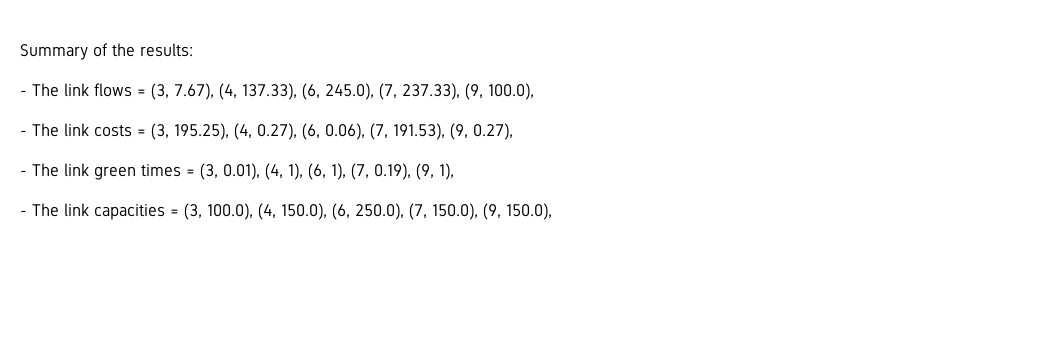 Summary of the results:
- The link flows = (3, 7.67), (4, 137.33), (6, 245.0), (7, 237.33), (9, 100.0),
- The link costs = (3, 195.25), (4, 0.27), (6, 0.06), (7, 191.53), (9, 0.27),
- The link green times = (3, 0.01), (4, 1), (6, 1), (7, 0.19), (9, 1),
- The link capacities = (3, 100.0), (4, 150.0), (6, 250.0), (7, 150.0), (9, 150.0),